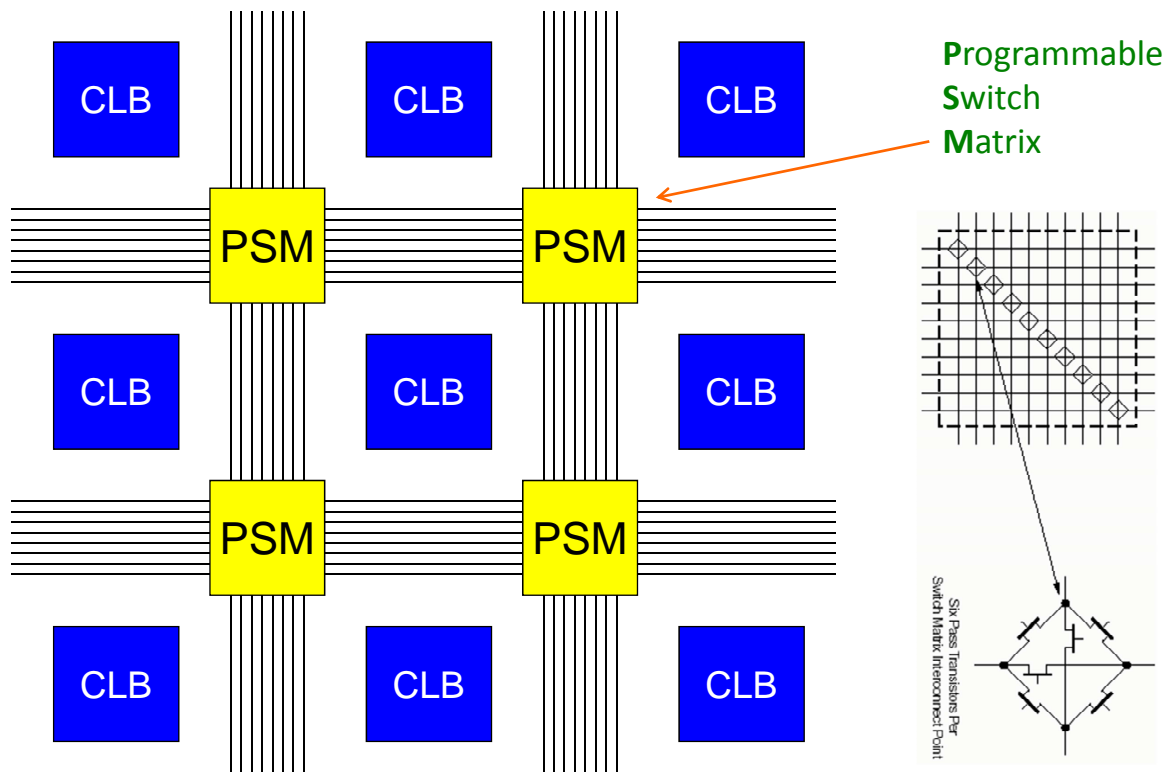 CLB
CLB
CLB
Programmable
Switch
Matrix
PSM
PSM
CLB
CLB
CLB
PSM
PSM
CLB
CLB
CLB
Six Pass Transistors Per
Switch Matrix Interconnect Point